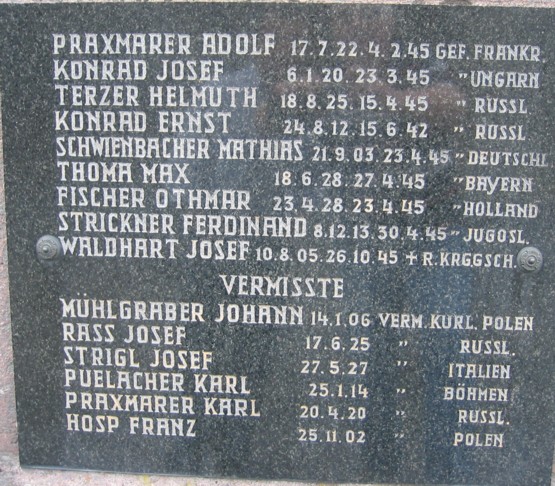 PRAXMARER ADOLF 17.7.22. 4. 2.45 GEF. FRANKR.
KONRAD JOSEF 6.1.20. 23.3.45 " UNGARN
TERZER HELMUTH 18.8.25. 15.4.45 " RUSSL.
KONRAD ERNST 24.8.12. 15.6.42 " RUSSL.
SCHWIENBACHER MATHIAS 21.9.03. 23.4.45 " DEUTSCHL
THOMA MAX 18.6.28. 27.4.45 " BAYERN
FISCHER OTHMAR 23.4.28. 23.4.45 " HOLLAND
STRICKNER FERDINAND 8.12.13. 30.4.45 " JUGOSL.
WALDHART JOSEF 10.8.05. 26.10.45 + R.KRGGSCH.
VERMISSTE
MÜHLGRABER JOHANN 14.1.06 VERM. KURL. POLEN
RASS JOSEF 17.6.25 " RUSSL.
STRIGL JOSEF 27.5.27 " ITALIEN
PUELACHER KARL 25.1.14 " BÖHMEN
PRAXMARER KARL 20.4.20 " RUSSL.
HOSP FRANZ 25.11.02 " POLEN